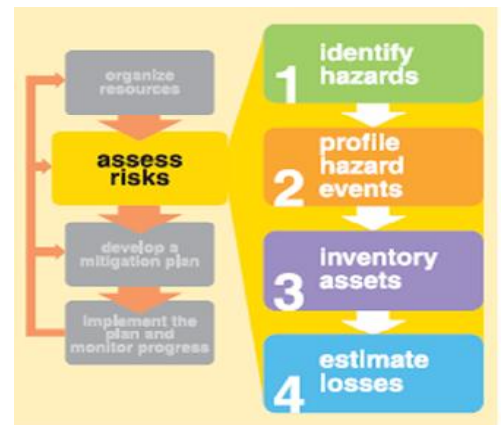 organize
resources
assess
risks
develop a
mitigation plan
implement the
plan and
monitor progress
1
identify
hazards
2
profile
hazard
events
3
inventory
assets
4
estimate
losses